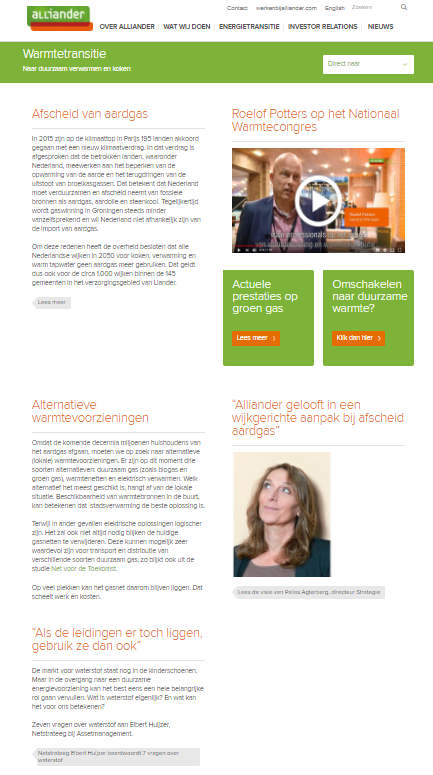 alliander
Contact werkenbijalliander.com English Zoeken
OVER ALLIANDER WAT WIJ DOEN ENERGIETRANSITIE INVESTOR RELATIONS NIEUWS
Warmtetransitie
Naar duurzaam verwarmen en koken
Direct naar
Afscheid van aardgas
In 2015 zijn op de klimaattop in Parijs 195 landen akkoord
gegaan met een nieuw klimaatverdrag. In dat verdrag is
afgesproken dat de betrokken landen, waaronder
Nederland, meewerken aan het beperken van de
opwarming van de aarde en het terugdringen van de
uitstoot van broeikasgassen. Dat betekent dat Nederland
moet verduurzamen en afscheid neemt van fossiele
bronnen als aardgas, aardolie en steenkool. Tegelijkertijd
wordt gaswinning in Groningen steeds minder
vanzelfsprekend en wil Nederland niet afhankelijk zijn van
de import van aardgas.
Om deze redenen heeft de overheid besloten dat alle
Nederlandse wijken in 2050 voor koken, verwarming en
warm tapwater geen aardgas meer gebruiken. Dat geldt
dus ook voor de circa 1.000 wijken binnen de 145
gemeenten in het verzorgingsgebied van Liander.
Lees meer
Roelof Potters op het Nationaal
Warmtecongres
alliander
Roelof Potters
General Manager
Actuele
prestaties op
groen gas
Lees meer
Omschakelen
naar duurzame
warmte?
Klik dan hier
Alternatieve
warmtevoorzieningen
Omdat de komende decennia miljoenen huishoudens van
het aardgas afgaan, moeten we op zoek naar alternatieve
(lokale) warmtevoorzieningen. Er zijn op dit moment drie
soorten alternatieven: duurzaam gas (zoals biogas en
groen gas), warmtenetten en elektrisch verwarmen. Welk
alternatief het meest geschikt is, hangt af van de lokale
situatie. Beschikbaarheid van warmtebronnen in de buurt,
kan betekenen dat stadsverwarming de beste oplossing is.
Terwijl in ander gevallen elektrische oplossingen logischer
zijn. Het zal ook niet altijd nodig blijken de huidige
gasnetten te verwijderen. Deze kunnen mogelijk zeer
waardevol zijn voor transport en distributie van
verschillende soorten duurzaam gas, zo blijkt ook uit de
studie Net voor de Toekomst.
Op veel plekken kan het gasnet daarom blijven liggen. Dat
scheelt werk én kosten.
“Alliander gelooft in een
wijkgerichte aanpak bij afscheid
aardgas”
Lees de visie van Pallas Agterberg, directeur Strategie
“Als de leidingen er toch liggen,
gebruik ze dan ook”
De markt voor waterstof staat nog in de kinderschoenen.
Maar in de overgang naar een duurzame
energievoorziening kan het best eens een hele belangrijke
rol gaan vervullen. Wat is waterstof eigenlijk? En wat kan
het voor ons betekenen?
Zeven vragen over waterstof aan Elbert Huijzer,
Netstrateeg bij Assetmanagement.
Netstrateeg Elbert Huijzer beantwoordt 7 vragen over
waterstof